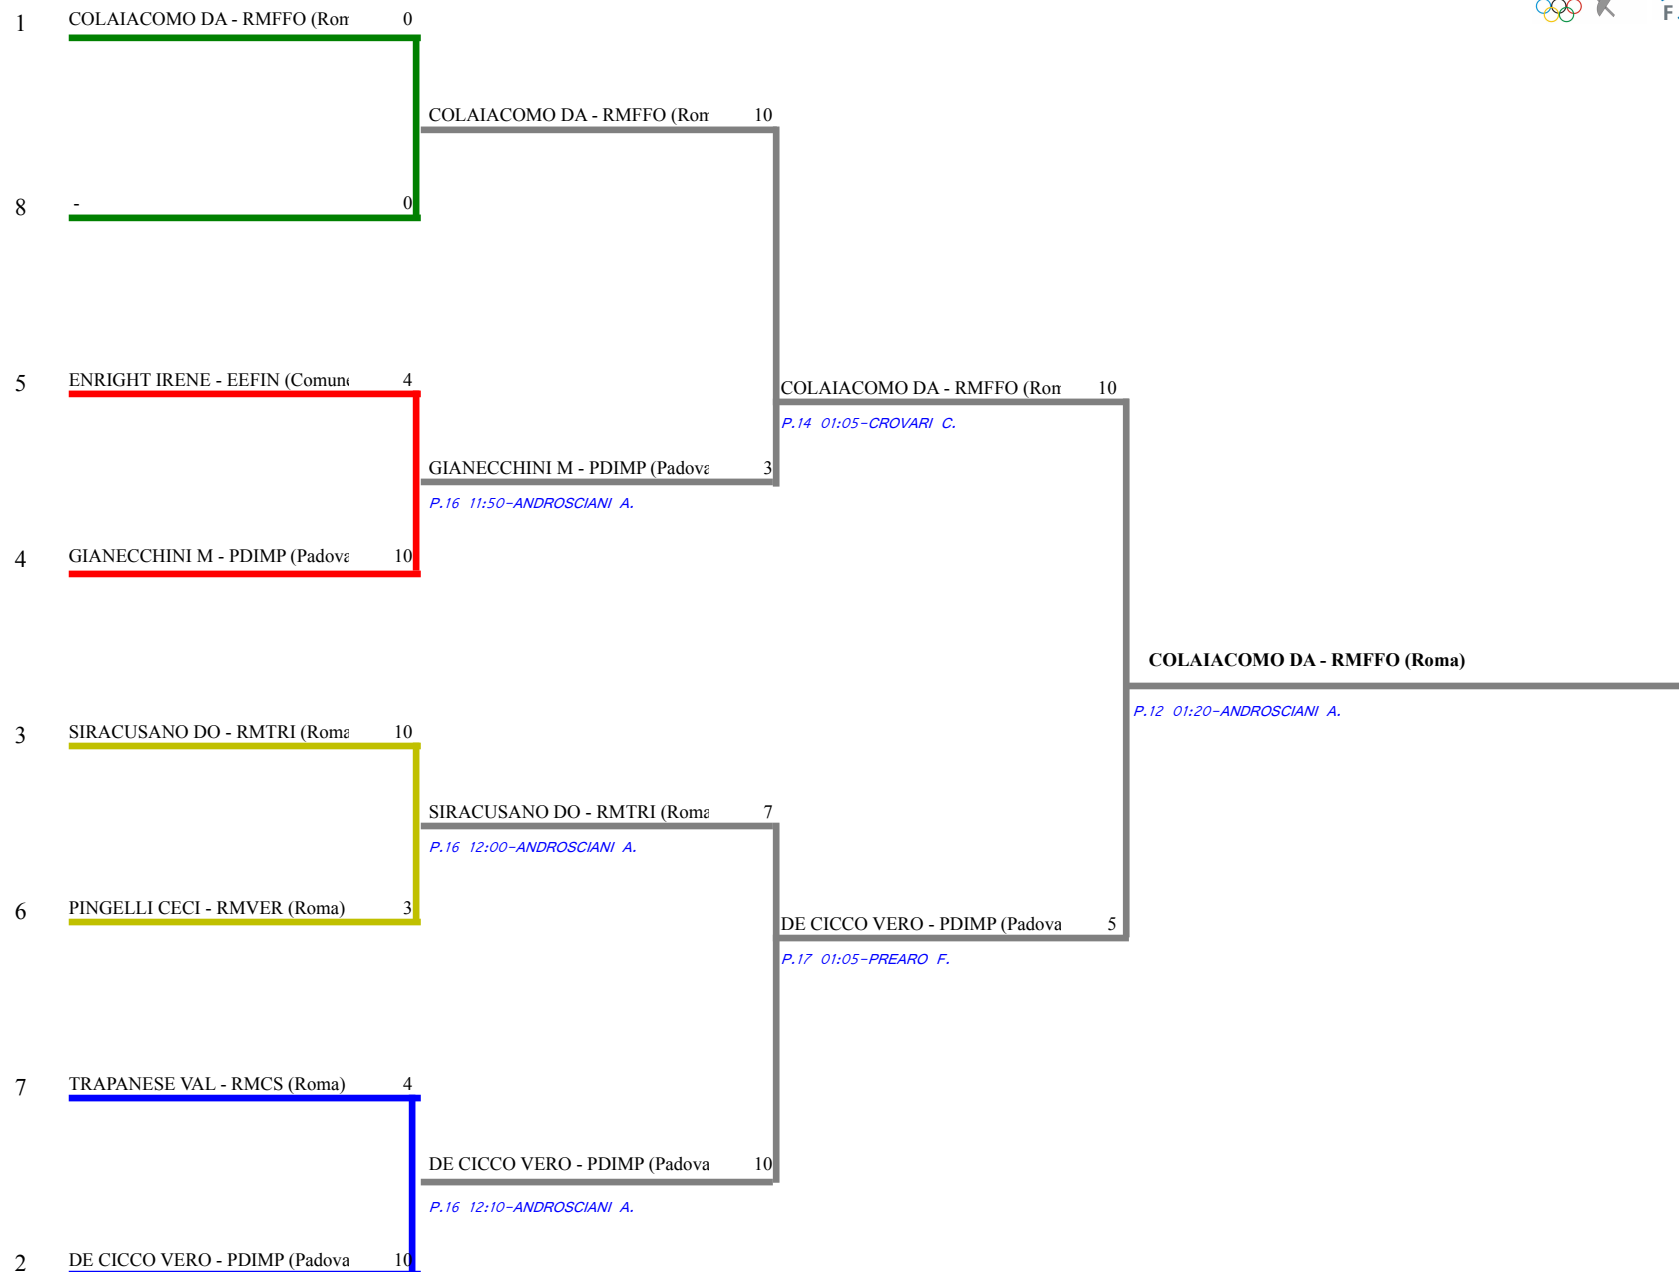 1 COLAIACOMO DA - RMFFO (Rom 0
F
COLAIACOMO DA - RMFFO (Rom 10
8 - 0
5 ENRIGHT IRENE - EEFIN (Comune 4
COLAIACOMO DA - RMFFO (Rom 10
P.14 01:05-CROVARI C.
GIANECCHINI M - PDIMP (Padova 3
P.16 11:50-ANDROSCIANI A.
4 GIANECCHINI M - PDIMP (Padova 10
COLAIACOMO DA - RMFFO (Roma)
P.12 01:20-ANDROSCIANI A.
3 SIRACUSANO DO - RMTRI (Roma 10
SIRACUSANO DO - RMTRI (Roma 7
P.16 12:00-ANDROSCIANI A.
6 PINGELLI CECI - RMVER (Roma) 3
DE CICCO VERO - PDIMP (Padova 5
P.17 01:05-PREARO F.
7 TRAPANESE VAL - RMCS (Roma) 4
DE CICCO VERO - PDIMP (Padova 10
P.16 12:10-ANDROSCIANI A.
2 DE CICCO VERO - PDIMP (Padova 10